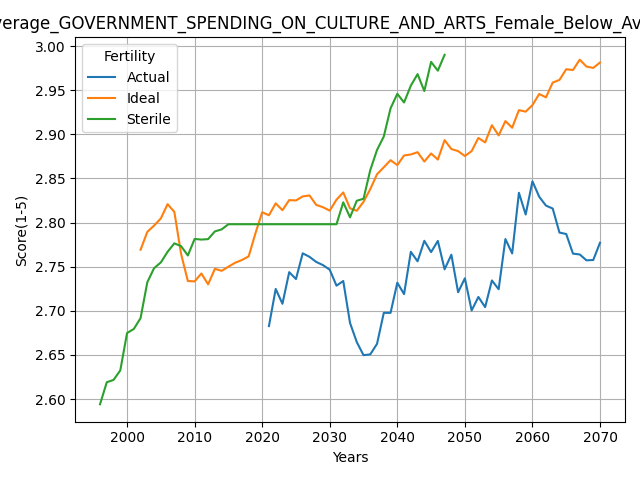 verage_GOVERNMENT_SPENDING_ON_CULTURE_AND_ARTS_Female_Below_Av
3.00
2.95
2.90
2.85
2.80
2.75
2.70
2.65
2.60
Score(1-5)
Fertility
Actual
Ideal
Sterile
2000 2010 2020 2030 2040 2050 2060 2070
Years